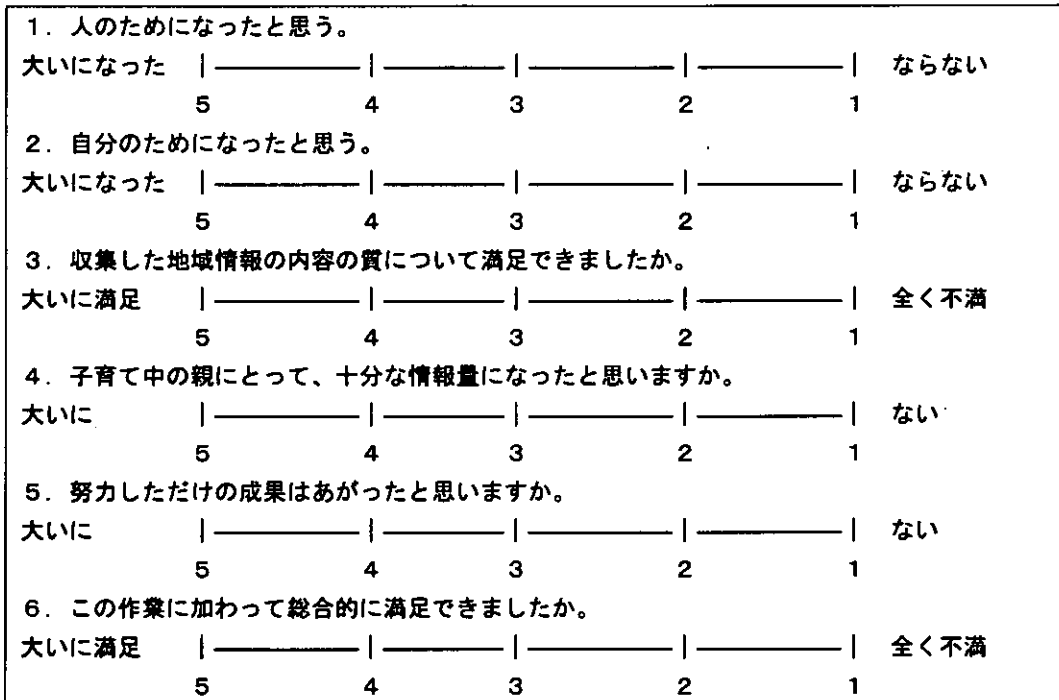 1．人のためになったと思う。
大いになった |————|————|————|————| ならない
5 4 3 2 1
2．自分のためになったと思う。
大いになった |————|————|————|————| ならない
5 4 3 2 1
3．収集した地域情報の内容の質について満足できましたか。
大いに満足 |————|————|————|————| 全く不満
5 4 3 2 1
4．子育て中の親にとって、十分な情報量になったと思いますか。
大いに |————|————|————|————| ない
5 4 3 2 1
5．努力しただけの成果はあがったと思いますか。
大いに |————|————|————|————| ない
5 4 3 2 1
6．この作業に加わって総合的に満足できましたか。
大いに満足 |————|————|————|————| 全く不満
5 4 3 2 1